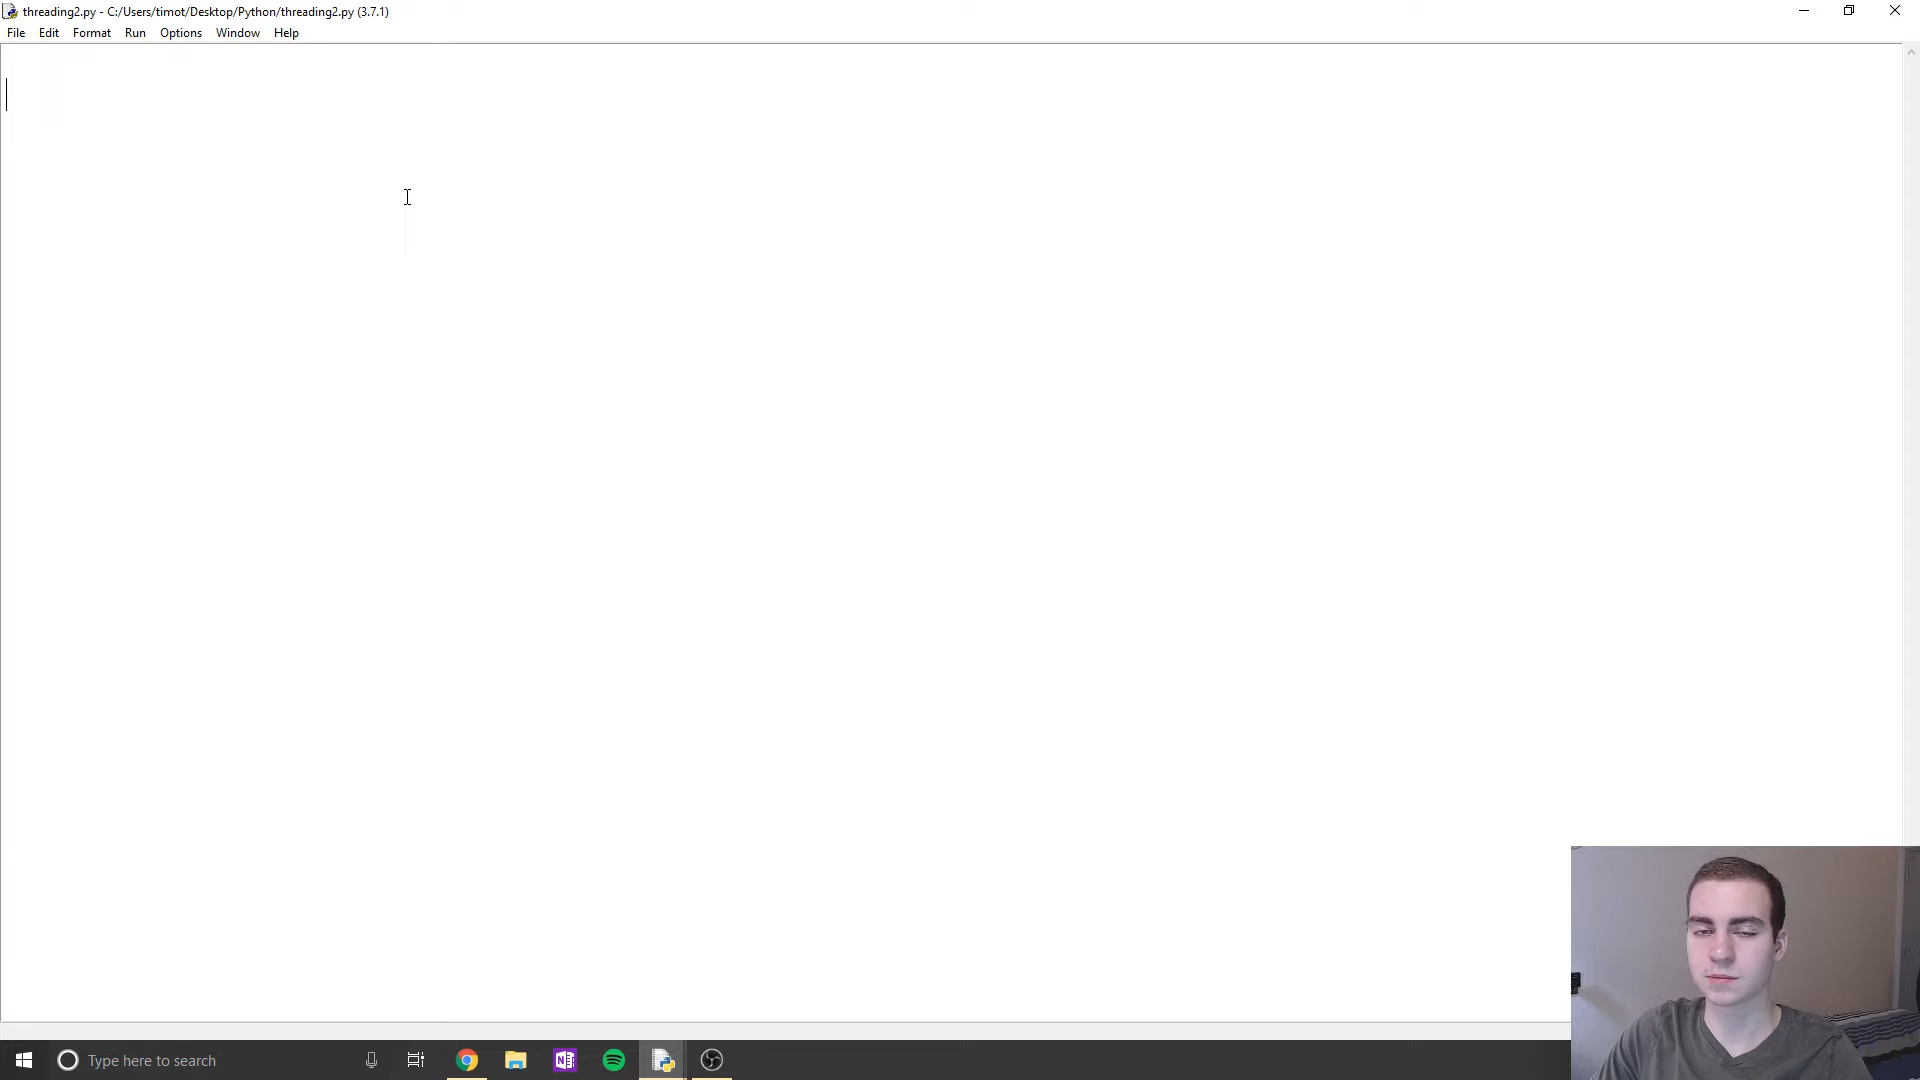 threading2.py - C:/Users/timot/Desktop/Python/threading2.py (3.7.1)
File Edit Format Run Options Window Help
Type here to search